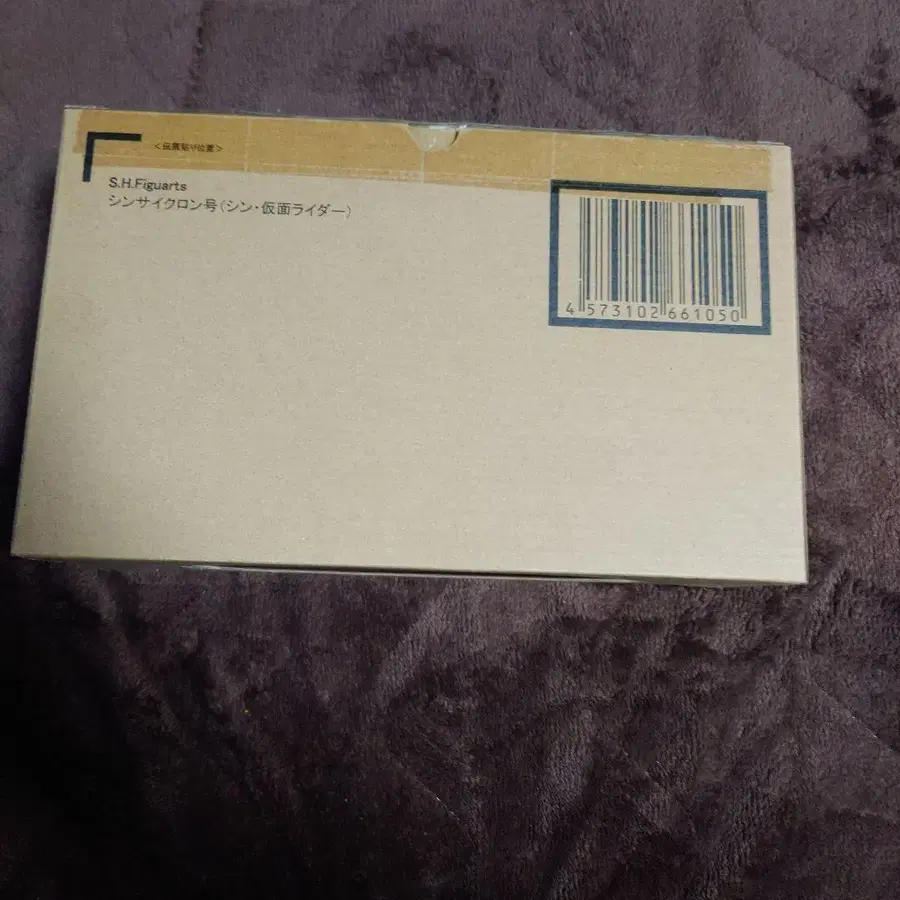 <伝票貼り位置>
S.H.Figuarts
シンサイクロン号(シン・仮面ライダー)
4 573102 661050